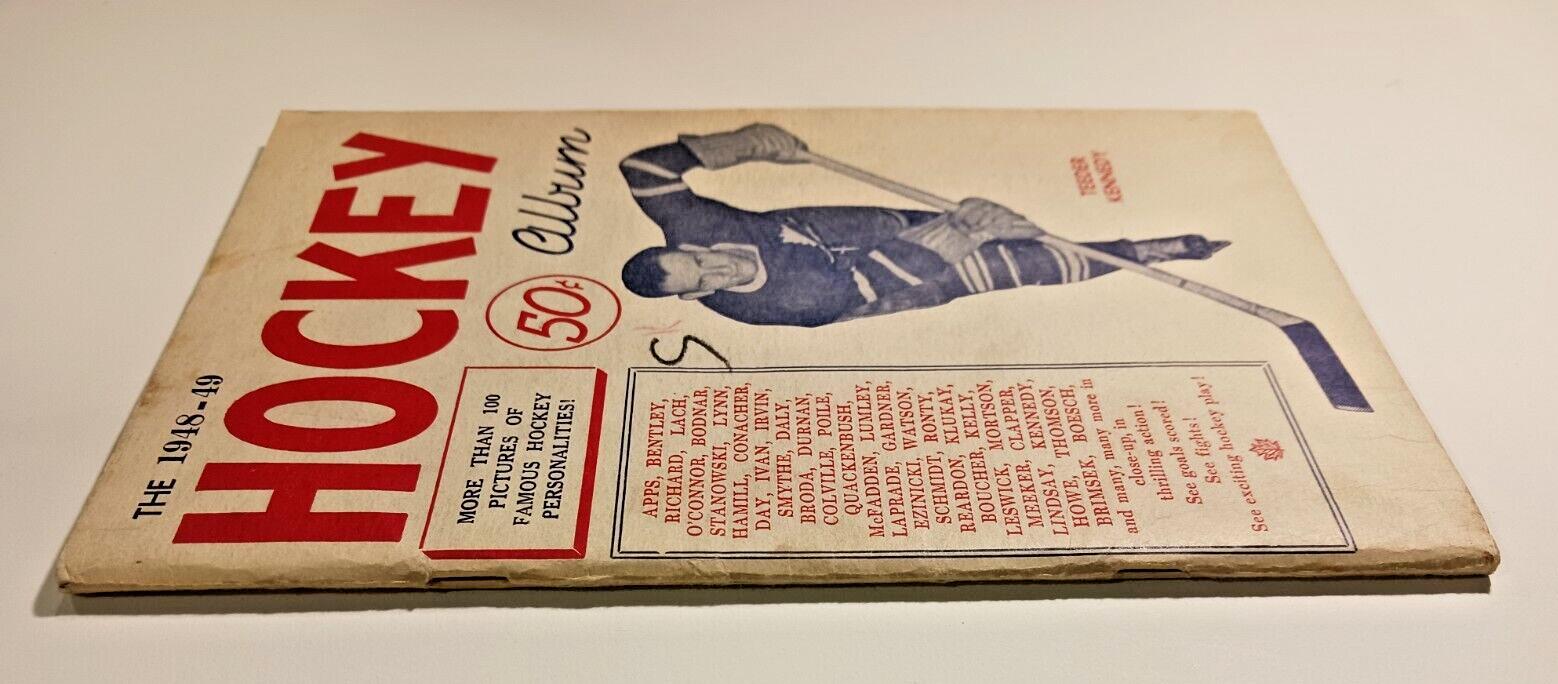 THE 1948-49
HOCKEY
Album
50¢
MORE THAN 100
PICTURES OF
FAMOUS HOCKEY
PERSONALITIES!
APPS, BENTLEY,
RICHARD, LACH,
O'CONNOR, BODNAR,
STANOWSKI, LYNN,
HAMILL, CONACHER,
DAY, IVAN, IRVIN,
SMYTHE, DALY,
BRODA, DURNAN,
COLVILLE, POILE,
QUACKENBUSH,
McFADDEN, LUMLEY,
LAPRADE, GARDNER,
EZINICKI, WATSON,
SCHMIDT, RONTY,
REARDON, KLUKAY,
BOUCHER, KELLY,
LESWICK, MORTSON,
MEEKER, CLAPPER,
LINDSAY, KENNEDY,
HOWE, THOMSON,
BRIMSEK, BOESCH,
and many, many more in
close-up, in
thrilling action!
See goals scored!
See fights!
See exciting hockey play!
TEEDER
KENNEDY